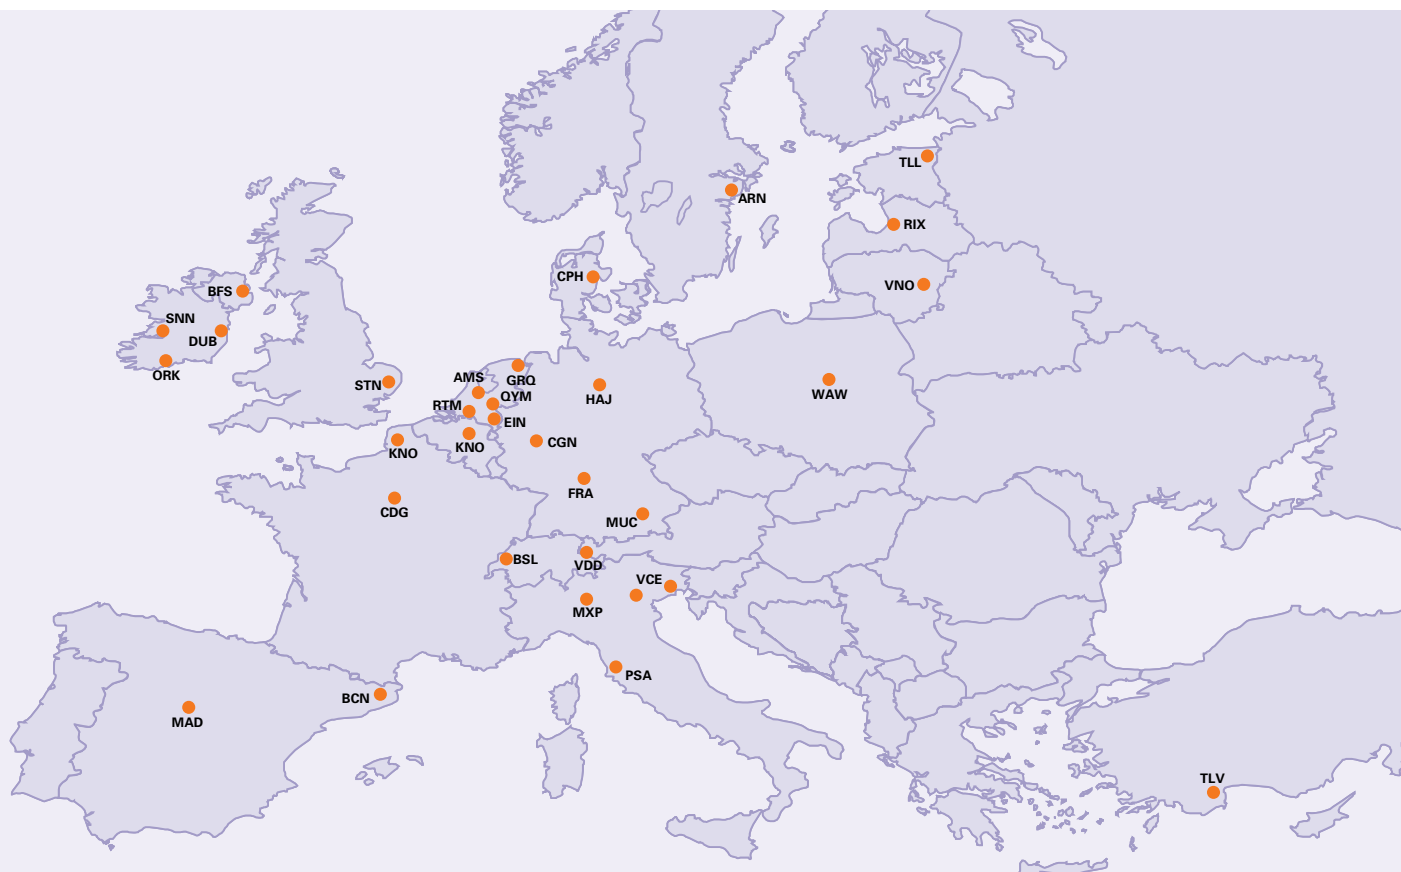 TLL
ARN
RIX
CPH
VNO
BFS
SNN
DUB
ORK
STN
AMS
GRQ
QYM
RTM
HAJ
WAW
EIN
KNO
KNO
CGN
FRA
CDG
MUC
BSL
VDD
VCE
MXP
PSA
BCN
MAD
TLV